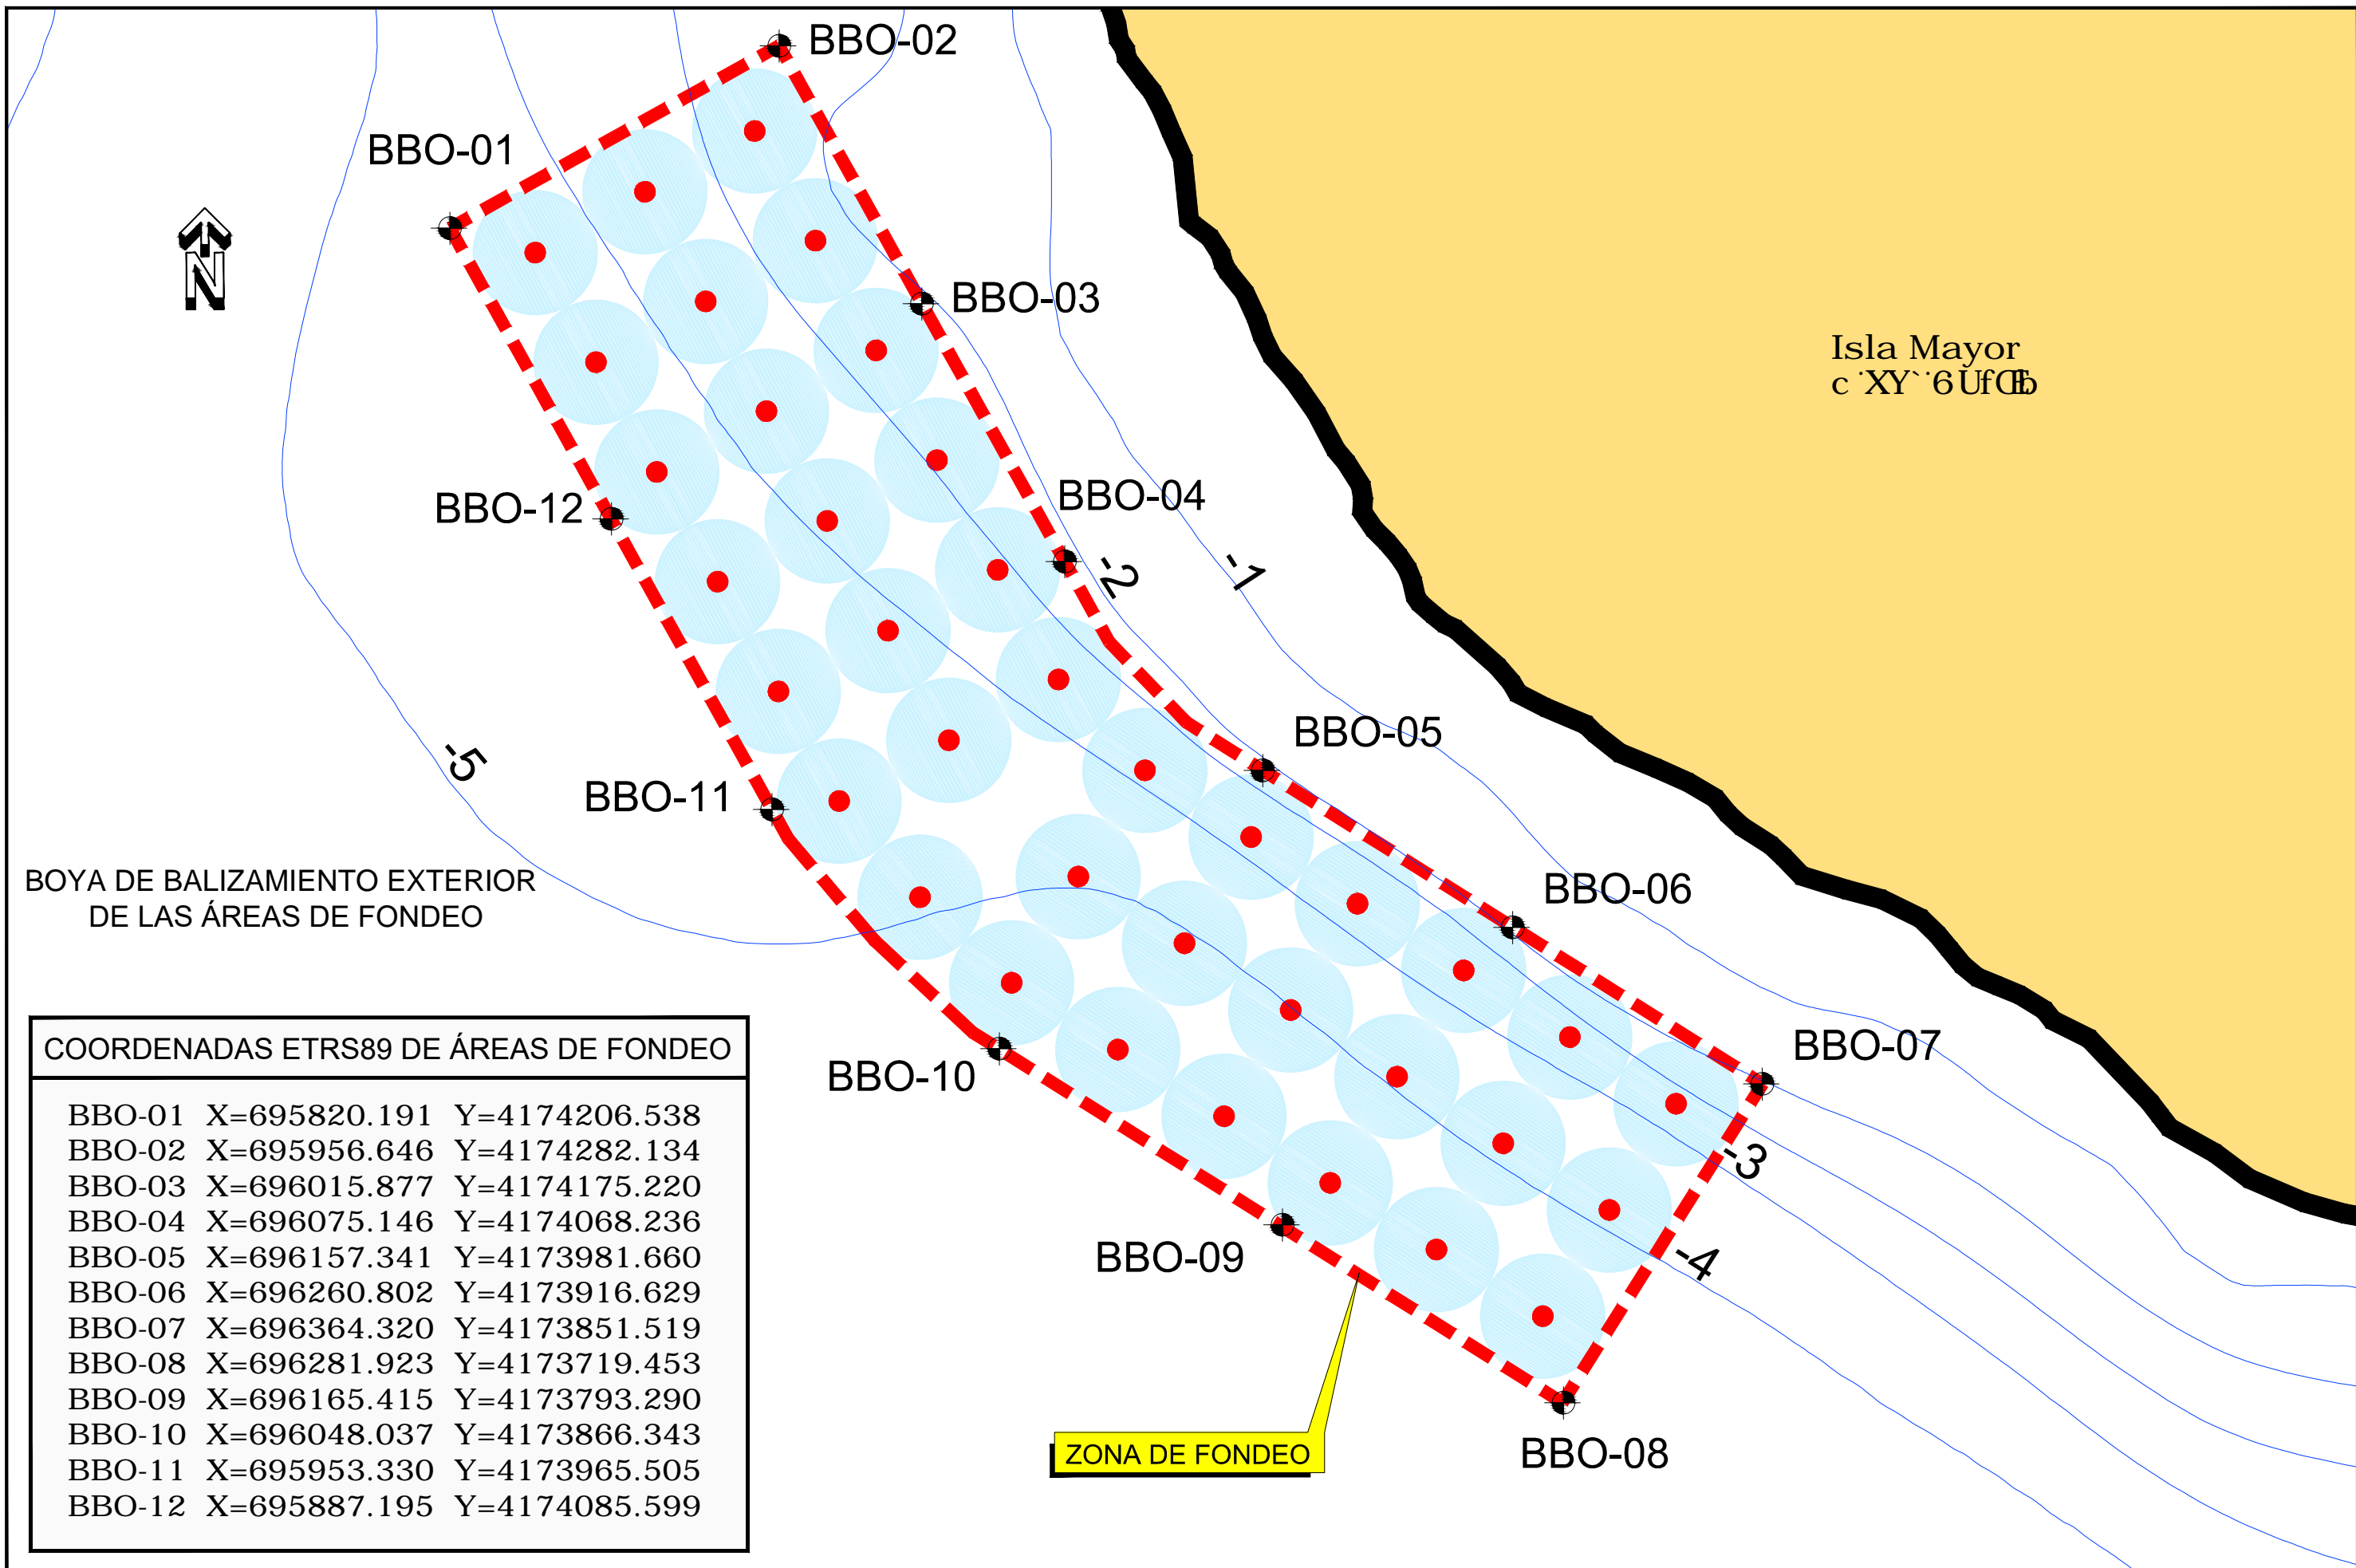 BBO-02
BBO-01
N
BBO-03
Isla Mayor
BBO-12
BBO-04
-2
-1
BBO-05
-5
BBO-11
BBO-06
BOYA DE BALIZAMIENTO EXTERIOR
DE LAS ÁREAS DE FONDEO
BBO-07
BBO-10
-3
BBO-09
-4
ZONA DE FONDEO
BBO-08
COORDENADAS ETRS89 DE ÁREAS DE FONDEO
BBO-01 X=695820.191 Y=4174206.538
BBO-02 X=695956.646 Y=4174282.134
BBO-03 X=696015.877 Y=4174175.220
BBO-04 X=696075.146 Y=4174068.236
BBO-05 X=696157.341 Y=4173981.660
BBO-06 X=696260.802 Y=4173916.629
BBO-07 X=696364.320 Y=4173851.519
BBO-08 X=696281.923 Y=4173719.453
BBO-09 X=696165.415 Y=4173793.290
BBO-10 X=696048.037 Y=4173866.343
BBO-11 X=695953.330 Y=4173965.505
BBO-12 X=695887.195 Y=4174085.599